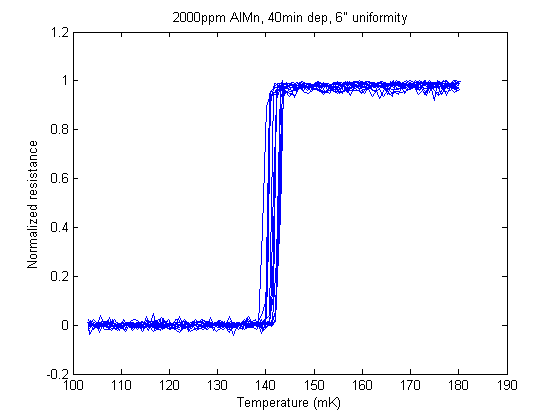 2000ppm AlMn, 40min dep, 6" uniformity
1.2
1
0.8
0.6
0.4
0.2
0
-0.2
Normalized resistance
100 110 120 130 140 150 160 170 180 190
Temperature (mK)